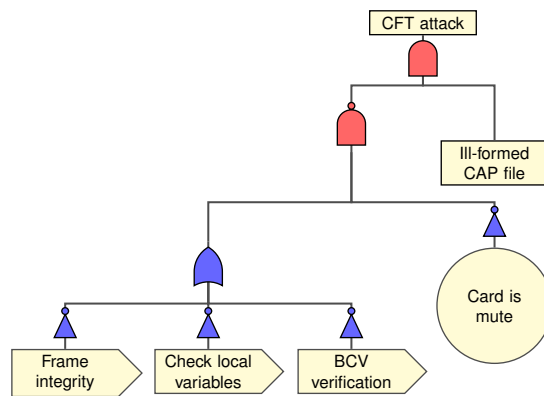 CFT attack
Ill-formed
CAP file
Card is
mute
Frame
integrity
Check local
variables
BCV
verification